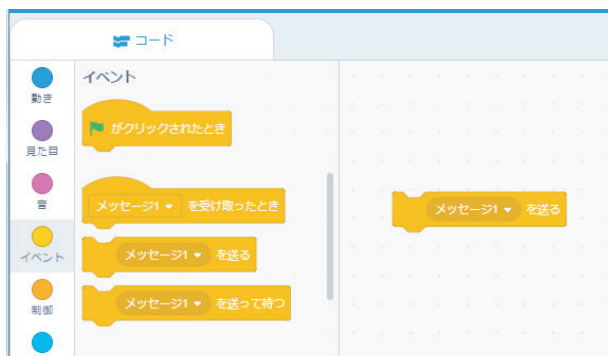 コード
動き
見た目
音
イベント
制御
イベント
がクリックされたとき
メッセージ1 を受け取ったとき
メッセージ1 を送る
メッセージ1 を送って待つ
メッセージ1 を送る